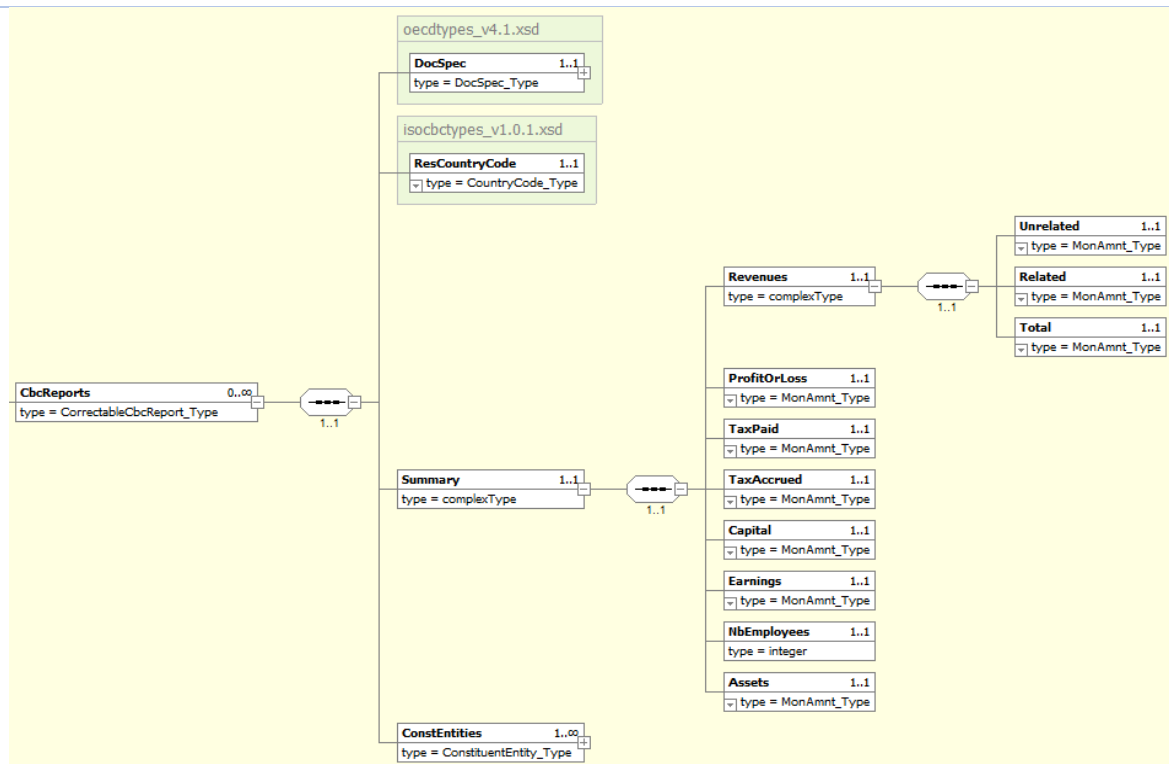 oecdtypes_v4.1.xsd
DocSpec 1..1
type = DocSpec_Type
isocbctypes_v1.0.1.xsd
ResCountryCode 1..1
type = CountryCode_Type
Unrelated 1..1
type = MonAmnt_Type
Revenues 1..1
type = complexType
1..1
Related 1..1
type = MonAmnt_Type
Total 1..1
type = MonAmnt_Type
CbcReports 0..∞
type = CorrectableCbcReport_Type
1..1
ProfitOrLoss 1..1
type = MonAmnt_Type
TaxPaid 1..1
type = MonAmnt_Type
Summary 1..1
type = complexType
1..1
TaxAccrued 1..1
type = MonAmnt_Type
Capital 1..1
type = MonAmnt_Type
Earnings 1..1
type = MonAmnt_Type
NbEmployees 1..1
type = integer
Assets 1..1
type = MonAmnt_Type
ConstEntities 1..∞
type = ConstituentEntity_Type